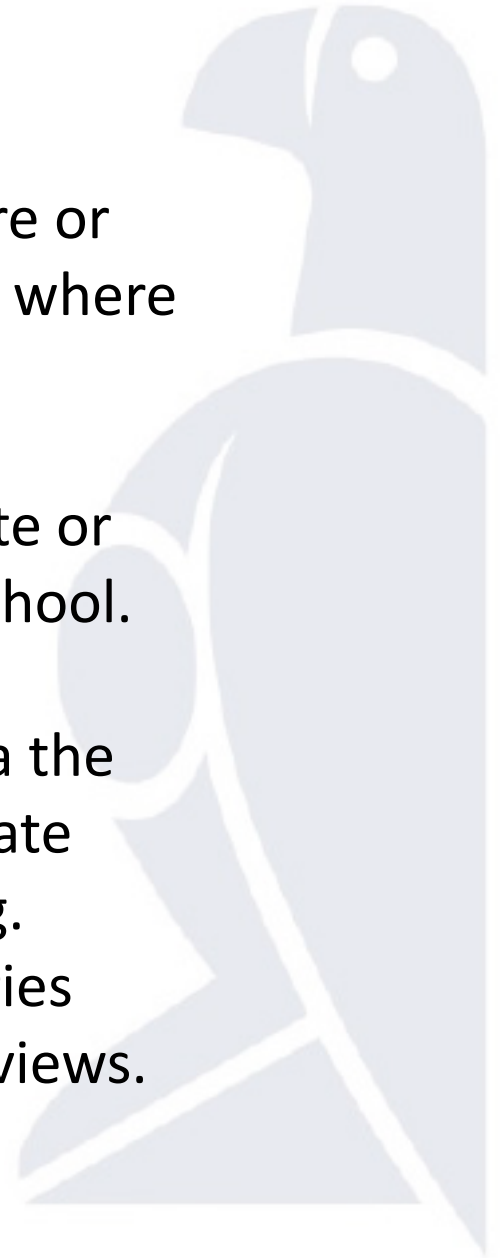 re or
where
te or
hool.
a the
ate
g.
ies
views.